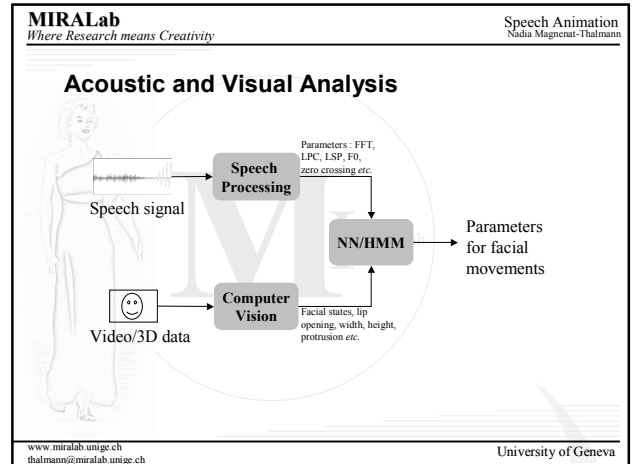 MIRALab
Where Research means Creativity
Speech Animation
Nadia Magnenat-Thalmann
Acoustic and Visual Analysis
Speech signal
Speech
Processing
Parameters : FFT,
LPC, LSP, F0,
zero crossing etc.
M
NN/HMM
Parameters
for facial
movements
Video/3D data
Computer
Vision
Facial states, lip
opening, width, height,
protrusion etc.
www.miralab.unige.ch
thalmann@miralab.unige.ch
University of Geneva